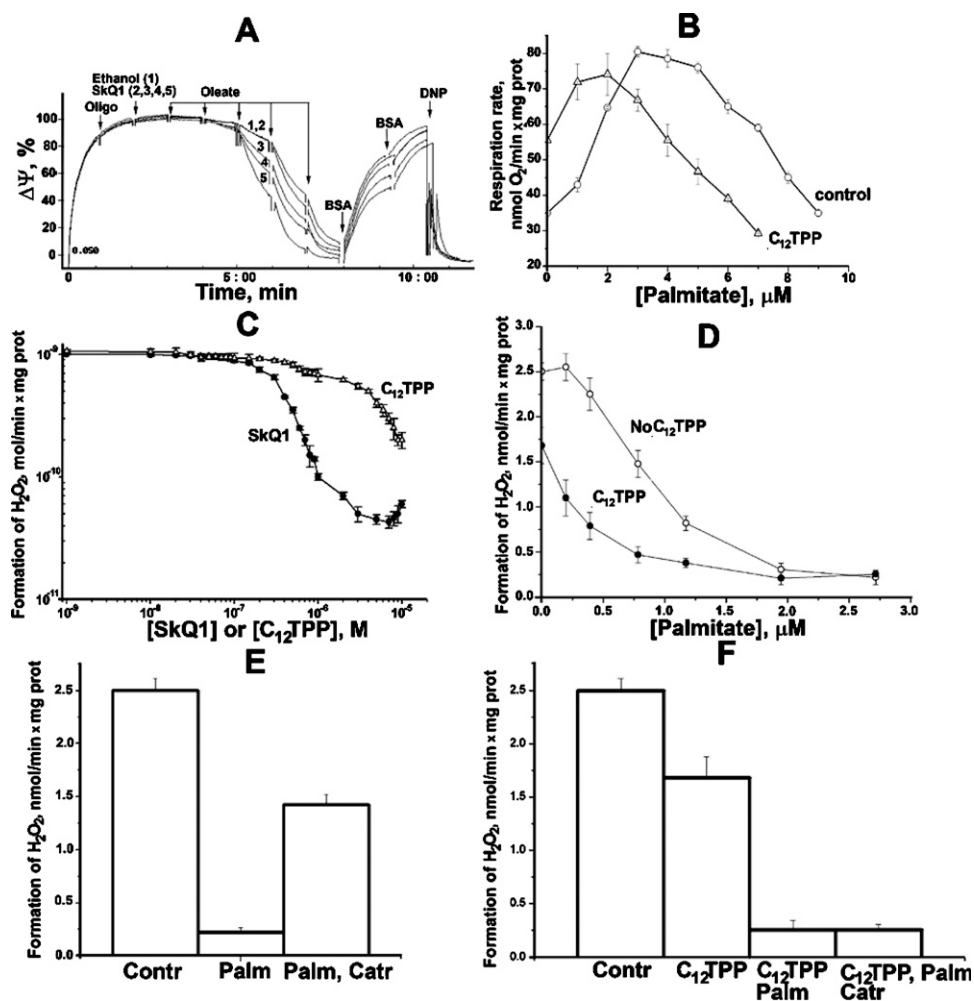 A
Ethanol (1)
SkQ1 (2,3,4,5)
Oligo
Oleate
DNP
BSA
1,2
3
4
5
BSA
0.050
100
80
60
40
20
0
ΔΨ, %
0
5:00
10:00
Time, min
B
Respiration rate,
nmol O₂/min x mg prot
80
70
60
50
40
30
20
control
C₁₂TPP
0 2 4 6 8 10
[Palmitate], μM
C
Formation of H₂O₂, mol/min x mg prot
10⁻⁹
10⁻¹⁰
10⁻¹¹
C₁₂TPP
SkQ1
10⁻⁹ 10⁻⁸ 10⁻⁷ 10⁻⁶ 10⁻⁵
[SkQ1] or [C₁₂TPP], M
D
Formation of H₂O₂, nmol/min x mg prot
3.0
2.5
2.0
1.5
1.0
0.5
0.0
NoC₁₂TPP
C₁₂TPP
0.0 0.5 1.0 1.5 2.0 2.5 3.0
[Palmitate], μM
E
Formation of H₂O₂, nmol/min x mg prot
2.5
2.0
1.5
1.0
0.5
0.0
Contr Palm Palm, Catr
F
Formation of H₂O₂, nmol/min x mg prot
2.5
2.0
1.5
1.0
0.5
0.0
Contr C₁₂TPP C₁₂TPP C₁₂TPP, Palm
Palm Catr